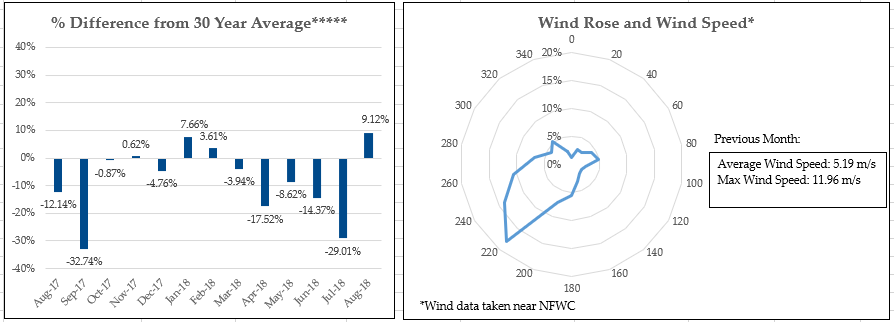 % Difference from 30 Year Average*****
40%
30%
20%
10%
0%
-10%
-20%
-30%
-40%
-12.14%
-32.74%
-0.87%
0.62%
-4.76%
7.66%
3.61%
-3.94%
-17.52%
-8.62%
-14.37%
-29.01%
9.12%
Aug-17
Sep-17
Oct-17
Nov-17
Dec-17
Jan-18
Feb-18
Mar-18
Apr-18
May-18
Jun-18
Jul-18
Aug-18
Wind Rose and Wind Speed*
0
20
40
60
80
100
120
140
160
180
200
220
240
260
280
300
320
340
20%
15%
10%
5%
0%
Previous Month:
Average Wind Speed: 5.19 m/s
Max Wind Speed: 11.96 m/s
*Wind data taken near NFWC